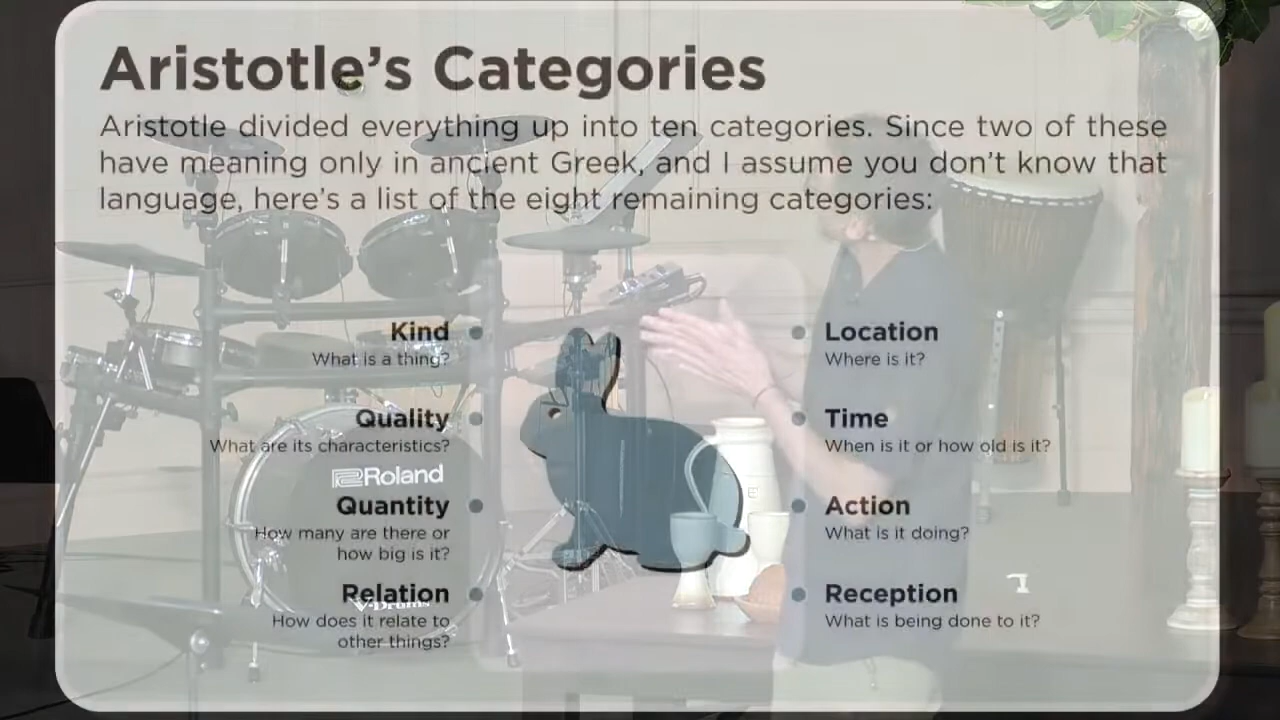 Aristotle's Categories
Aristotle divided everything up into ten categories. Since two of these
have meaning only in ancient Greek, and I assume you don't know that
language, here's a list of the eight remaining categories:
Kind
What is a thing?
Quality
What are its characteristics?
Quantity
How many are there or
how big is it?
Relation
How does it relate to
other things?
Location
Where is it?
Time
When is it or how old is it?
Action
What is it doing?
Reception
What is being done to it?
Roland
V-Drums